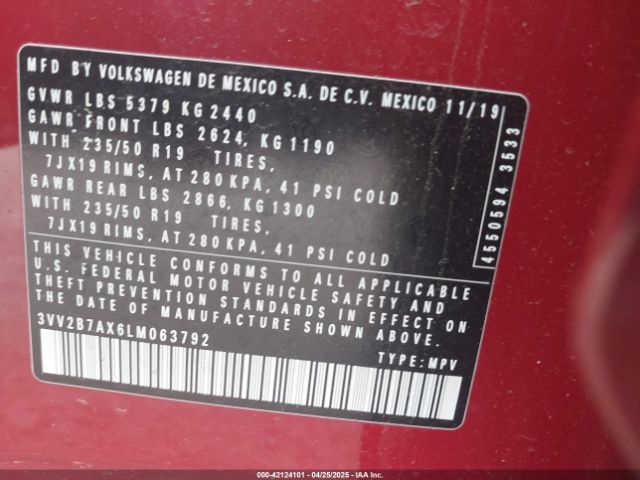 MFD BY VOLKSWAGEN DE MEXICO S.A. DE C.V. MEXICO 11/19
GVWR LBS 5379 KG 2440
GAWR FRONT LBS 2624, KG 1190
WITH 235/50 R19 TIRES,
7JX19 RIMS, AT 280 KPA, 41 PSI COLD
GAWR REAR LBS 2866, KG 1300
WITH 235/50 R19 TIRES,
7JX19 RIMS, AT 280 KPA, 41 PSI COLD
THIS VEHICLE CONFORMS TO ALL APPLICABLE
U.S. FEDERAL MOTOR VEHICLE SAFETY AND
THEFT PREVENTION STANDARDS IN EFFECT ON
THE DATE OF MANUFACTURE SHOWN ABOVE.
3VV2B7AX6LM063792
TYPE: MPV
4550594 3533
000-42124101 - 04/25/2025 - IAAI.COM